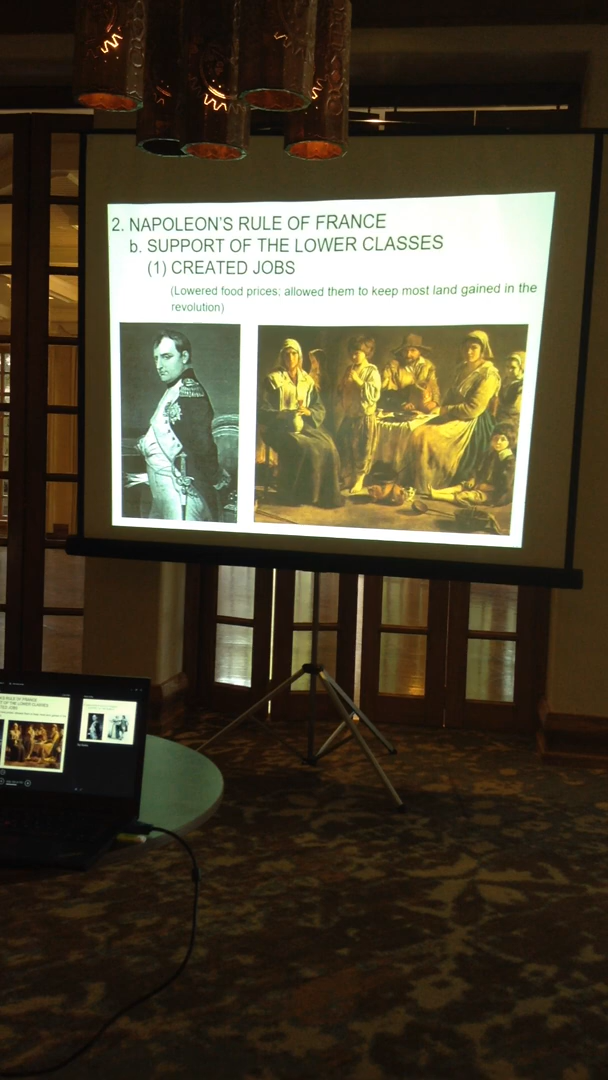 2. NAPOLEON'S RULE OF FRANCE
b. SUPPORT OF THE LOWER CLASSES
(1) CREATED JOBS
(Lowered food prices; allowed them to keep most land gained in the
revolution)